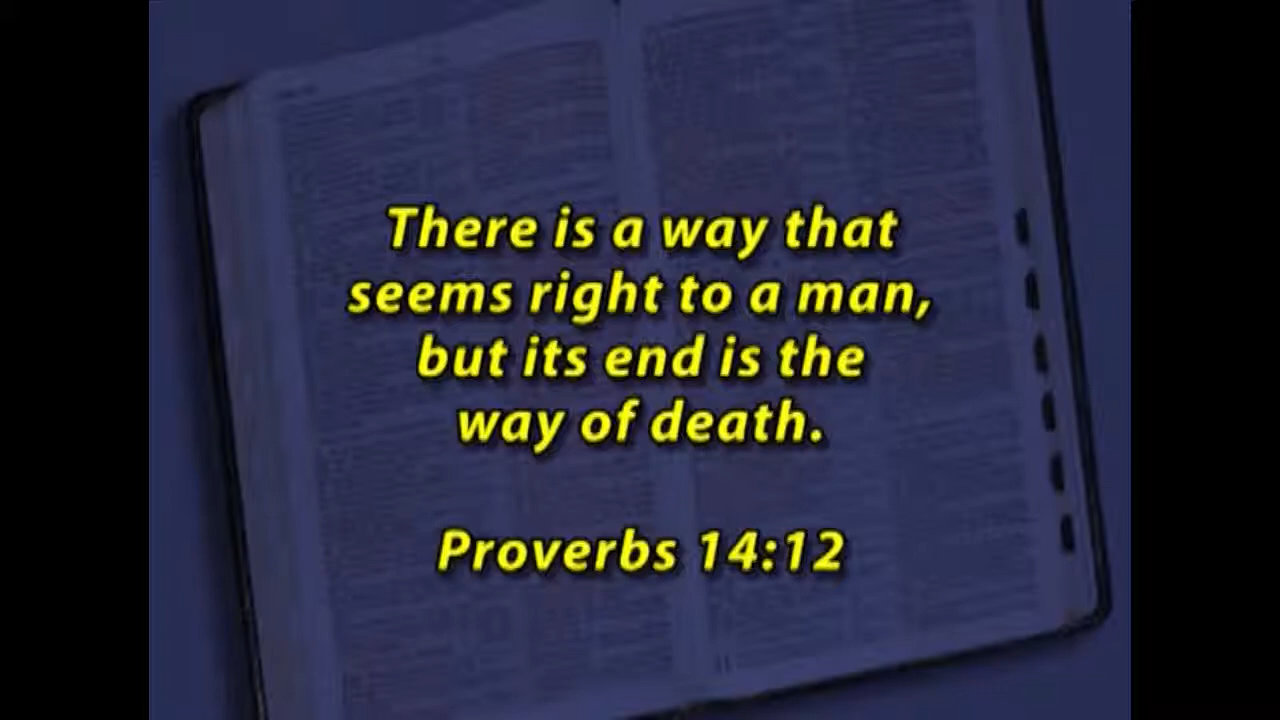 There is a way that
seems right to a man,
but its end is the
way of death.
Proverbs 14:12